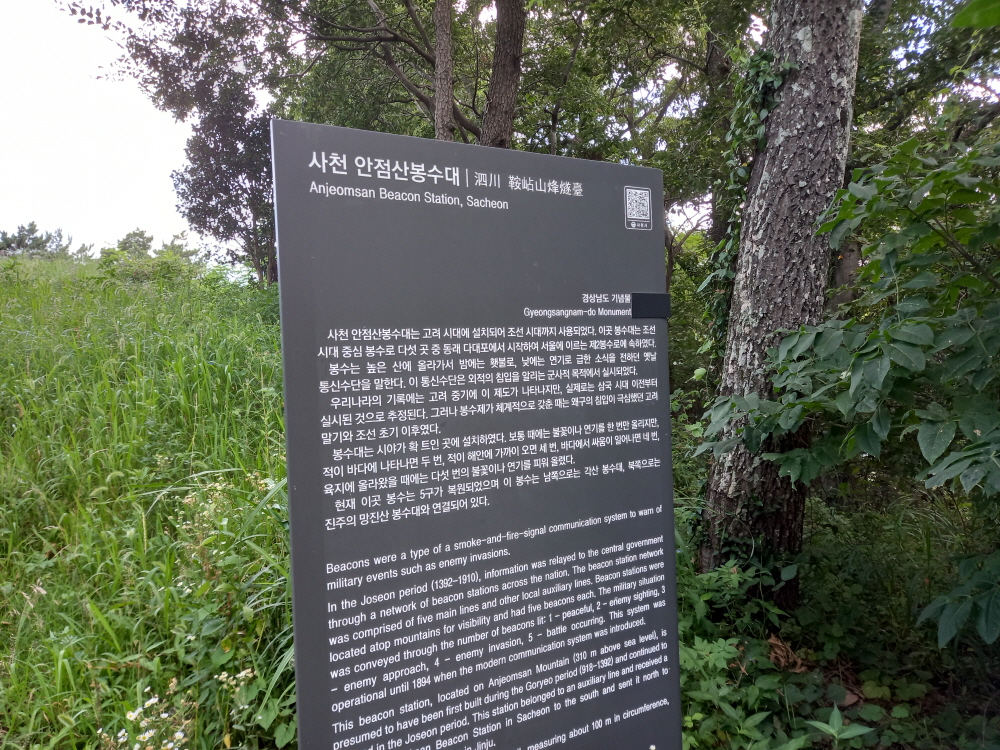 사천 안점산봉수대 | 泗川 鞍岾山烽燧臺
Anjeomsan Beacon Station, Sacheon
경상남도 기념물
Gyeongsangnam-do Monument
사천 안점산봉수대는 고려 시대에 설치되어 조선 시대까지 사용되었다. 이곳 봉수대는 조선
시대 중심 봉수로 다섯 곳 중 동래 다대포에서 시작하여 서울에 이르는 제2봉수로에 속하였다.
봉수는 높은 산에 올라가서 밤에는 횃불로, 낮에는 연기로 급한 소식을 전하던 옛날
통신수단을 말한다. 이 통신수단은 외적의 침입을 알리는 군사적 목적에서 실시되었다.
우리나라의 기록에는 고려 중기에 이 제도가 나타나지만, 실제로는 삼국 시대 이전부터
실시된 것으로 추정된다. 그러나 봉수제가 체계적으로 갖춘 때는 왜구의 침입이 극심했던 고려
말기와 조선 초기 이후였다.
봉수대는 시야가 확 트인 곳에 설치하였다. 보통 때에는 불꽃이나 연기를 한 번만 올리지만,
적이 바다에 나타나면 두 번, 적이 해안에 가까이 오면 세 번, 바다에서 싸움이 일어나면 네 번,
육지에 올라왔을 때에는 다섯 번의 불꽃이나 연기를 피워 올렸다.
현재 이곳 봉수는 5구가 복원되었으며 이 봉수는 남쪽으로는 각산 봉수대, 북쪽으로는
진주의 망진산 봉수대와 연결되어 있다.
Beacons were a type of a smoke-and-fire-signal communication system to warn of
military events such as enemy invasions.
In the Joseon period (1392–1910), information was relayed to the central government
through a network of beacon stations across the nation. The beacon station network
was comprised of five main lines and other local auxiliary lines. Beacon stations were
located atop mountains for visibility and had five beacons each. The military situation
was conveyed through the number of beacons lit: 1 – peaceful, 2 – enemy sighting, 3
– enemy approach, 4 – enemy invasion, 5 – battle occurring. This system was
operational until 1894 when the modern communication system was introduced.
This beacon station, located on Anjeomsan Mountain (310 m above sea level), is
presumed to have been first built during the Goryeo period (918–1392) and continued to
in the Joseon period. This station belonged to an auxiliary line and received a
Beacon Station in Sacheon to the south and sent it north to
in Jinju.
measuring about 100 m in circumference,